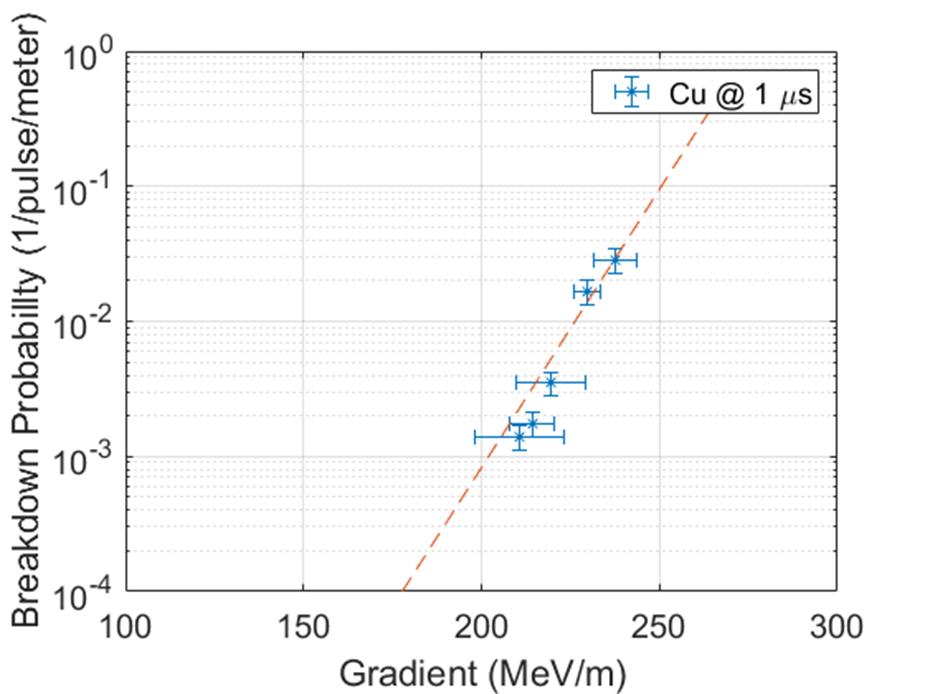 Breakdown Probabilily (1/pulse/meter)
10^0
10^-1
10^-2
10^-3
10^-4
Cu @ 1 μs
100 150 200 250 300
Gradient (MeV/m)